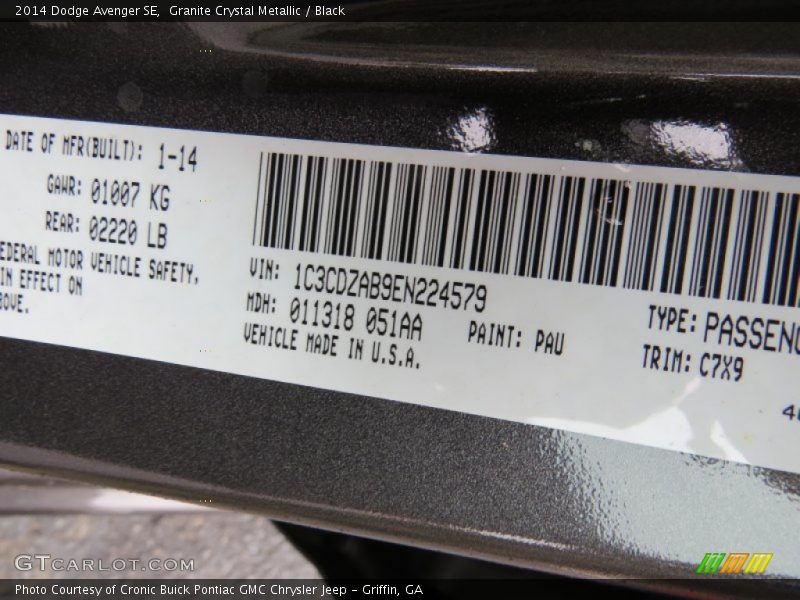 2014 Dodge Avenger SE,  Granite Crystal Metallic / Black
DATE OF MFR(BUILT): 1-14
GAWR: 01007 KG
REAR: 02220 LB
EDERAL MOTOR VEHICLE SAFETY,
IN EFFECT ON
BOVE.
VIN: 1C3CDZAB9EN224579
MDH: 011318 051AA
PAINT: PAU
VEHICLE MADE IN U.S.A.
TYPE: PASSENG
TRIM: C7X9
GTCARLOT.COM
Photo Courtesy of Cronic Buick Pontiac GMC Chrysler Jeep – Griffin, GA